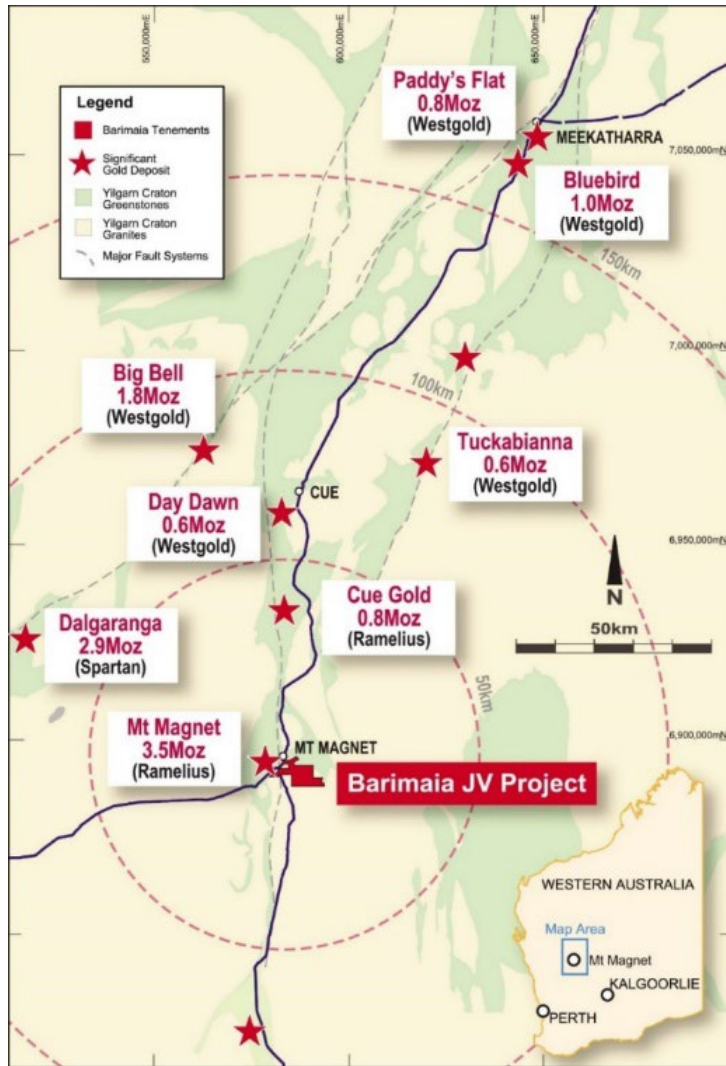 550,000mE
600,000mE
650,000mE
Legend
Barimaia Tenements
Significant
Gold Deposit
Yilgarn Craton
Greenstones
Yilgarn Craton
Granites
Major Fault Systems
Paddy's Flat
0.8Moz
(Westgold)
MEEKATHARRA
7,050,000mN
Bluebird
1.0Moz
(Westgold)
150km
7,000,000mN
Big Bell
1.8Moz
(Westgold)
100km
Tuckabianna
0.6Moz
(Westgold)
CUE
Day Dawn
0.6Moz
(Westgold)
6,950,000mN
Cue Gold
0.8Moz
(Ramelius)
N
50km
Dalgaranga
2.9Moz
(Spartan)
50km
Mt Magnet
3.5Moz
(Ramelius)
MT MAGNET
6,900,000mN
Barimaia JV Project
WESTERN AUSTRALIA
Map Area
Mt Magnet
KALGOORLIE
PERTH